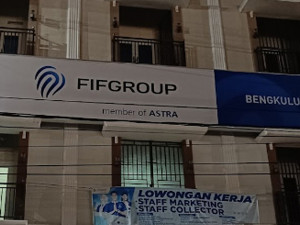 FIFGROUP
member of ASTRA
BENGKULU
LOWONGAN KERJA
STAFF MARKETING
STAFF COLLECTOR